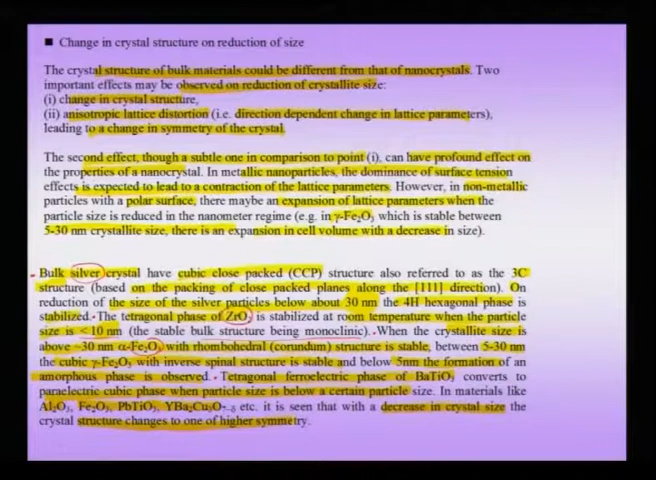 ■ Change in crystal structure on reduction of size
The crystal structure of bulk materials could be different from that of nanocrystals. Two
important effects may be observed on reduction of crystallite size:
(i) change in crystal structure,
(ii) anisotropic lattice distortion (i.e. direction dependent change in lattice parameters),
leading to a change in symmetry of the crystal.
The second effect, though a subtle one in comparison to point (i), can have profound effect on
the properties of a nanocrystal. In metallic nanoparticles, the dominance of surface tension
effects is expected to lead to a contraction of the lattice parameters. However, in non-metallic
particles with a polar surface, there maybe an expansion of lattice parameters when the
particle size is reduced in the nanometer regime (e.g. in γ-Fe₂O₃ which is stable between
5-30 nm crystallite size, there is an expansion in cell volume with a decrease in size).
Bulk silver crystal have cubic close packed (CCP) structure also referred to as the 3C
structure (based on the packing of close packed planes along the [111] direction). On
reduction of the size of the silver particles below about 30 nm the 4H hexagonal phase is
stabilized. The tetragonal phase of ZrO₂ is stabilized at room temperature when the particle
size is <10 nm (the stable bulk structure being monoclinic). When the crystallite size is
above ~30 nm α-Fe₂O₃ with rhombohedral (corundum) structure is stable, between 5-30 nm
the cubic γ-Fe₂O₃ with inverse spinal structure is stable and below 5nm the formation of an
amorphous phase is observed. Tetragonal ferroelectric phase of BaTiO₃ converts to
paraelectric cubic phase when particle size is below a certain particle size. In materials like
Al₂O₃, Fe₂O₃, PbTiO₃, etc. it is seen that with a decrease in crystal size the
crystal structure changes to one of higher symmetry.